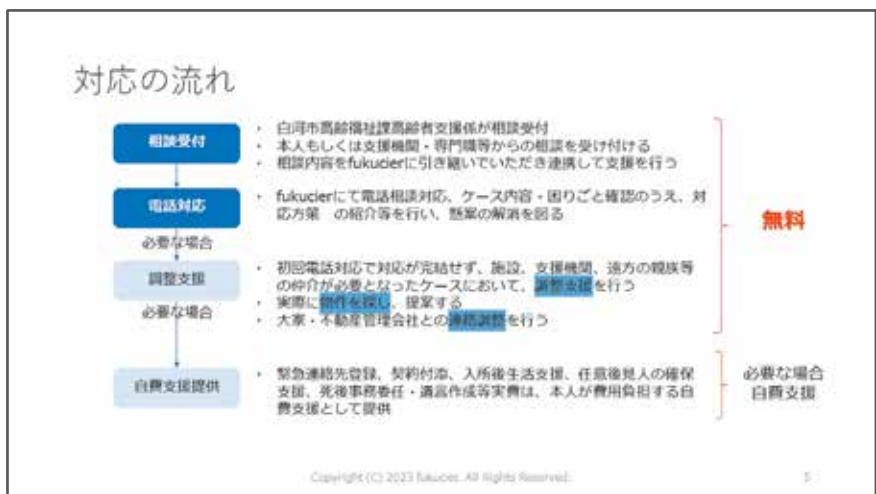 対応の流れ
相談受付
・ 白河市高齢福祉課高齢者支援係が相談受付
・ 本人もしくは支援機関・専門職等からの相談を受け付ける
・ 相談内容をfukucierに引き継いでいただき連携して支援を行う
電話対応
・ fukucierにて電話相談対応、ケース内容・困りごと確認のうえ、対
応方策 の紹介等を行い、懸案の解消を図る
無料
必要な場合
調整支援
・ 初回電話対応で対応が完結せず、施設、支援機関、遠方の親族等
の仲介が必要となったケースにおいて、調整支援を行う
・ 実際に物件を探し、提案する
・ 大家・不動産管理会社との連絡調整を行う
必要な場合
自費支援提供
・ 緊急連絡先登録、契約付添、入所後生活支援、任意後見人の確保
支援、死後事務委任・遺言作成等実費は、本人が費用負担する自
費支援として提供
必要な場合
自費支援
Copyright (C) 2023 fukucier. All Rights Reserved.
5